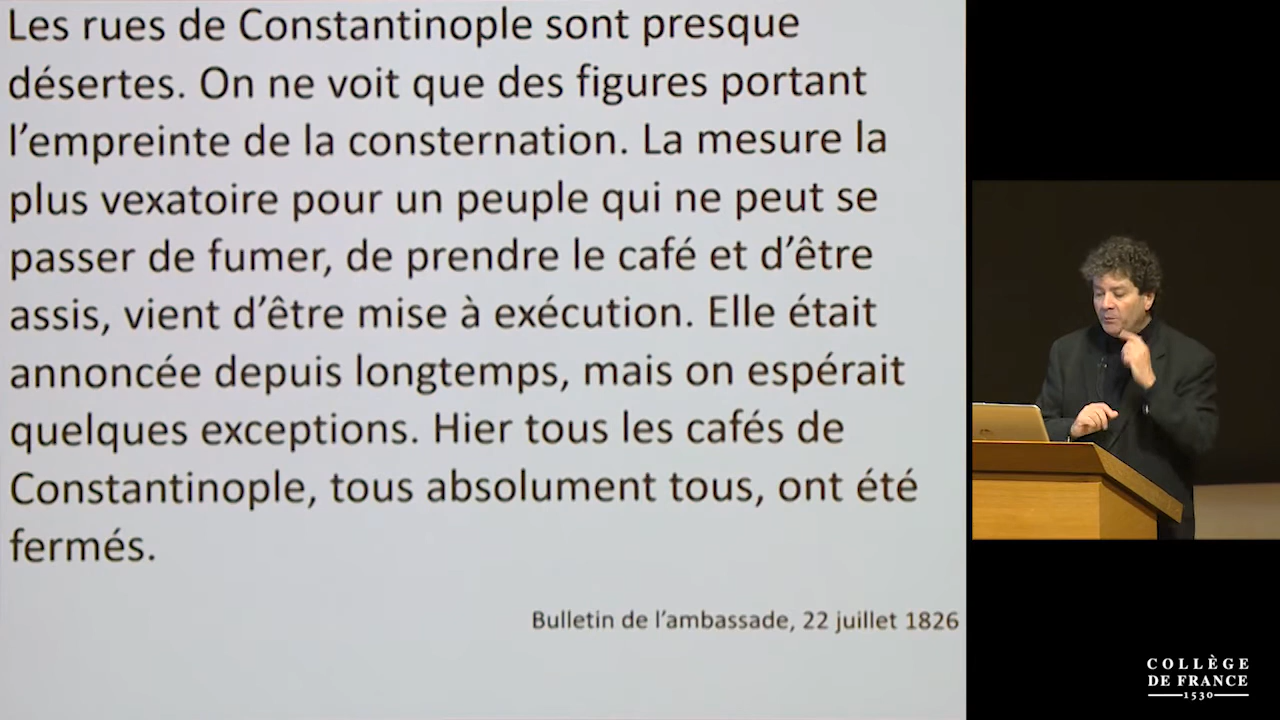 Les rues de Constantinople sont presque
désertes. On ne voit que des figures portant
l’empreinte de la consternation. La mesure la
plus vexatoire pour un peuple qui ne peut se
passer de fumer, de prendre le café et d’être
assis, vient d’être mise à exécution. Elle était
annoncée depuis longtemps, mais on espérait
quelques exceptions. Hier tous les cafés de
Constantinople, tous absolument tous, ont été
fermés.
Bulletin de l’ambassade, 22 juillet 1826
COLLÈGE
DE FRANCE
1530